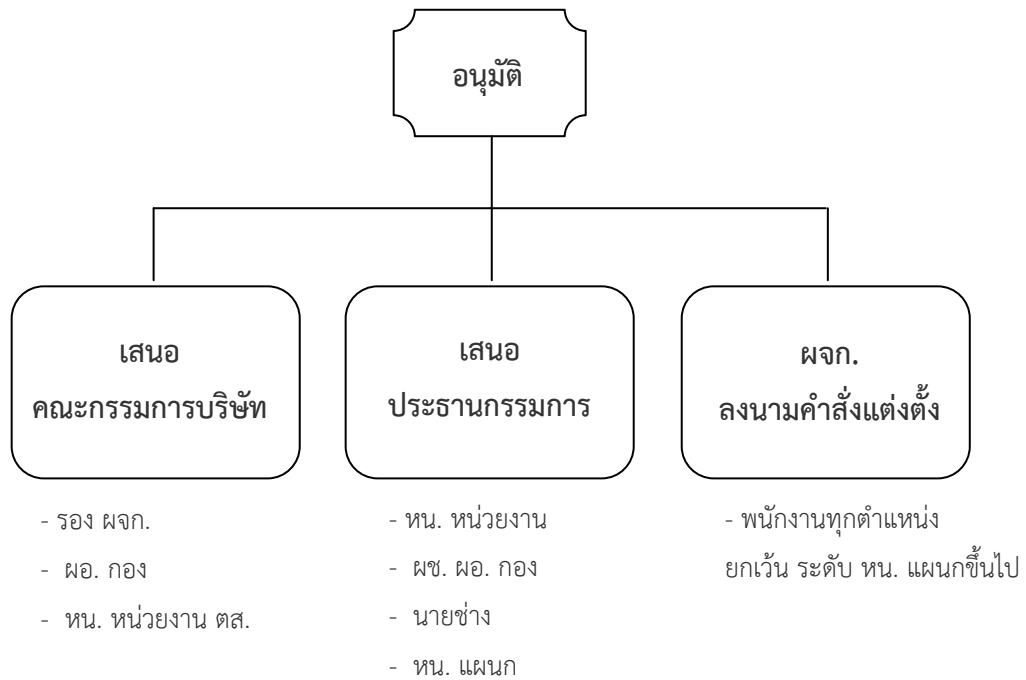 อนุมัติ
เสนอ
คณะกรรมการบริษัท
เสนอ
ประธานกรรมการ
ผจก.
ลงนามคำสั่งแต่งตั้ง
- รอง ผจก.
- ผอ. กอง
- หน. หน่วยงาน ตส.
- หน. หน่วยงาน
- ผช. ผอ. กอง
- นายช่าง
- หน. แผนก
- พนักงานทุกตำแหน่ง
ยกเว้น ระดับ หน. แผนกขึ้นไป